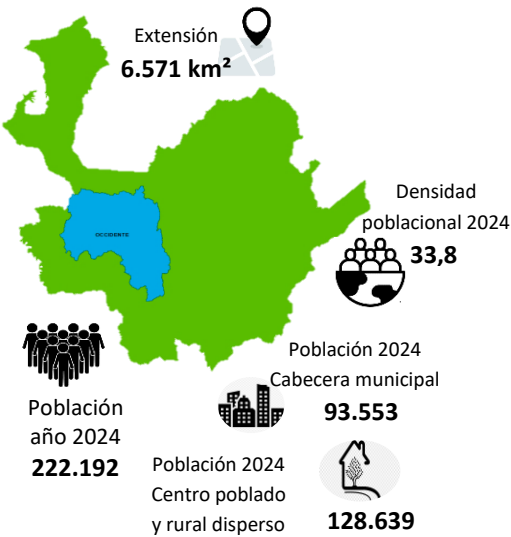 Extensión
6.571 km²
OCCIDENTE
Densidad
poblacional 2024
33,8
Población
año 2024
222.192
Población 2024
Cabecera municipal
93.553
Población 2024
Centro poblado
y rural disperso
128.639